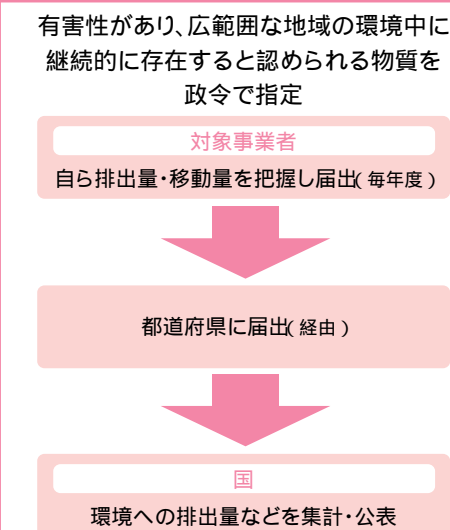 有害性があり、広範囲な地域の環境中に
継続的に存在すると認められる物質を
政令で指定
対象事業者
自ら排出量・移動量を把握し届出(毎年度)
都道府県に届出(経由)
国
環境への排出量などを集計・公表